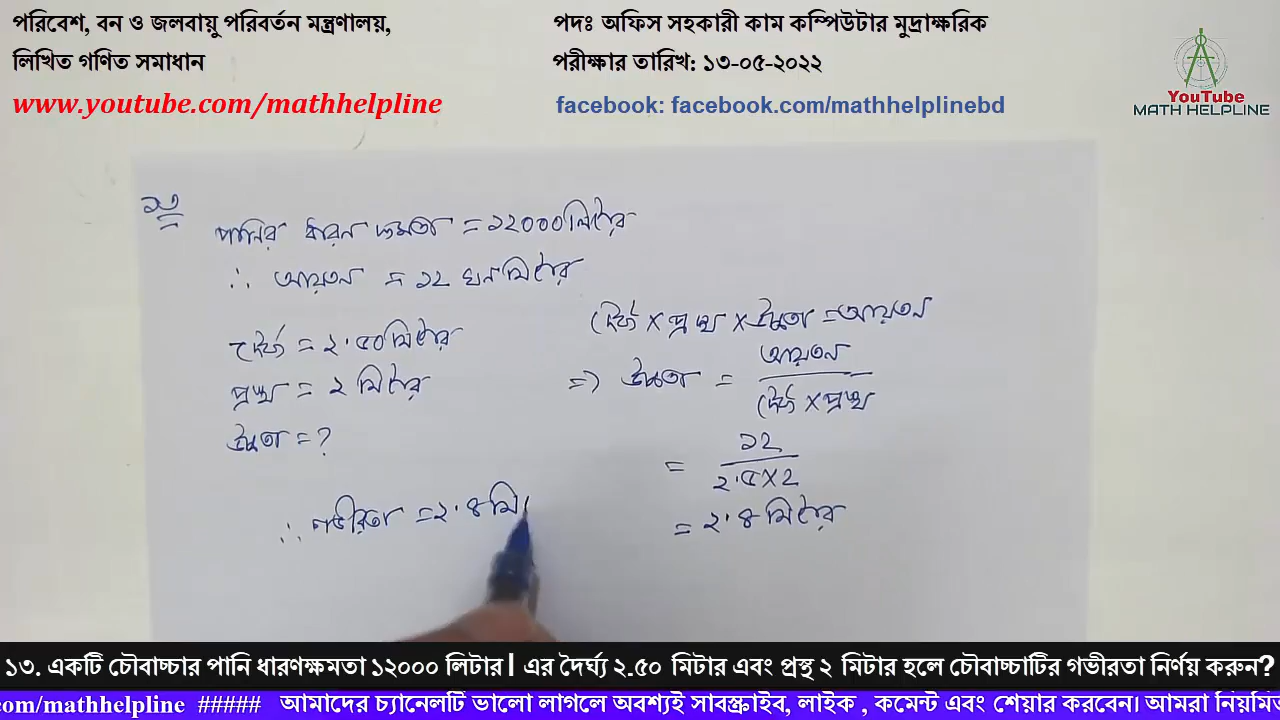 পরিবেশ, বন ও জলবায়ু পরিবর্তন মন্ত্রণালয়,
লিখিত গণিত সমাধান
www.youtube.com/mathhelpline
পদঃ অফিস সহকারী কাম কম্পিউটার মুদ্রাক্ষরিক
পরীক্ষার তারিখ: ১৩-০৫-২০২২
facebook: facebook.com/mathhelplinebd
YouTube
MATH HELPLINE
১৩
পানির ধারন ক্ষমতা = ১২০০০ লিটার
∴ আয়তন = ১২ ঘন মিটার
দৈর্ঘ্য = ২.৫০ মিটার
প্রস্থ = ২ মিটার
উচ্চতা = ?
∴ গভীরতা = ২.৪ মি
দৈর্ঘ্য × প্রস্থ × উচ্চতা = আয়তন
=> উচ্চতা = আয়তন
দৈর্ঘ্য × প্রস্থ
= ১২
২.৫×2
= ২.৪ মিটার
১৩. একটি চৌবাচ্চার পানি ধারণক্ষমতা ১২০০০ লিটার| এর দৈর্ঘ্য ২.৫০ মিটার এবং প্রস্থ ২ মিটার হলে চৌবাচ্চাটির গভীরতা নির্ণয় করুন?
com/mathhelpline ##### আমাদের চ্যানেলটি ভালো লাগলে অবশ্যই সাবস্ক্রাইব, লাইক , কমেন্ট এবং শেয়ার করবেন। আমরা নিয়মিত